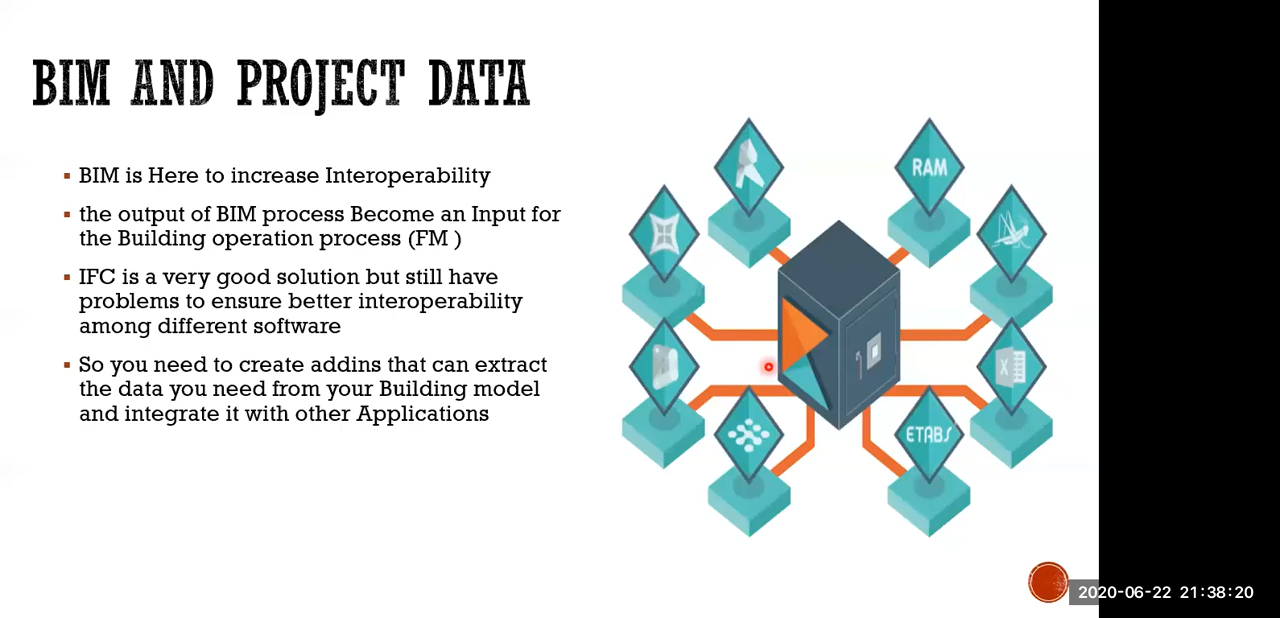 BIM AND PROJECT DATA
BIM is Here to increase Interoperability
the output of BIM process Become an Input for
the Building operation process (FM )
IFC is a very good solution but still have
problems to ensure better interoperability
among different software
So you need to create addins that can extract
the data you need from your Building model
and integrate it with other Applications
RAM
X
ETABS
2020-06-22 21:38:20